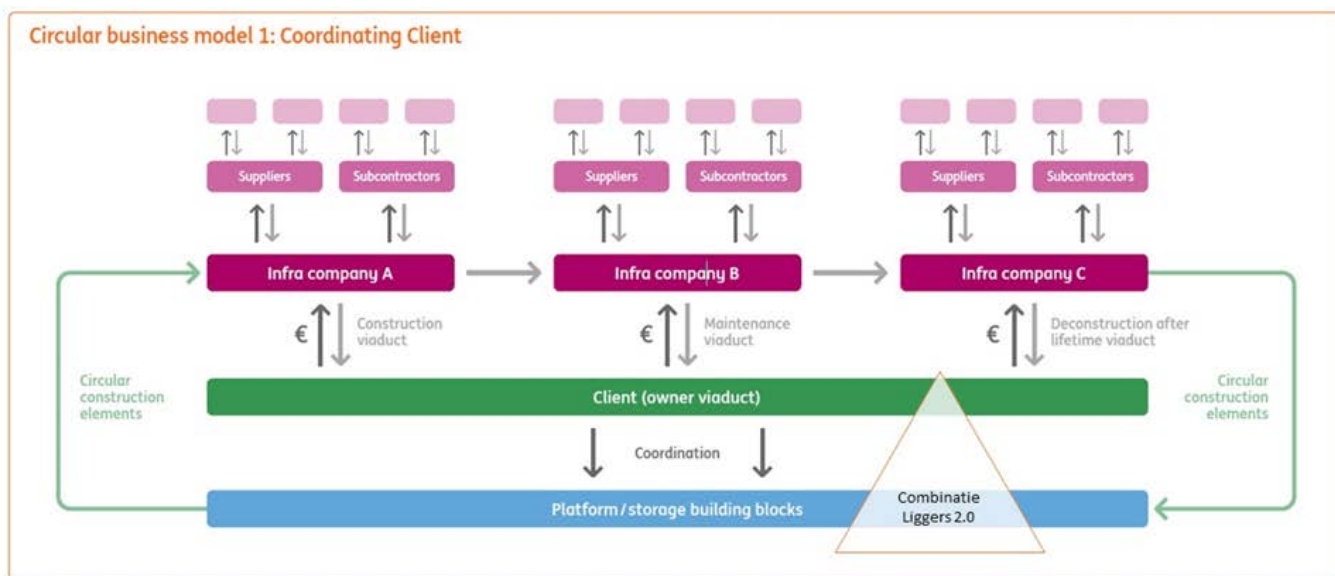 Circular business model 1: Coordinating Client
Suppliers
Subcontractors
Suppliers
Subcontractors
Suppliers
Subcontractors
Infra company A
Infra company B
Infra company C
€
Construction
viaduct
€
Maintenance
viaduct
€
Deconstruction after
lifetime viaduct
Circular
construction
elements
Client (owner viaduct)
Circular
construction
elements
Coordination
Platform/storage building blocks
Combinatie
Liggers 2.0